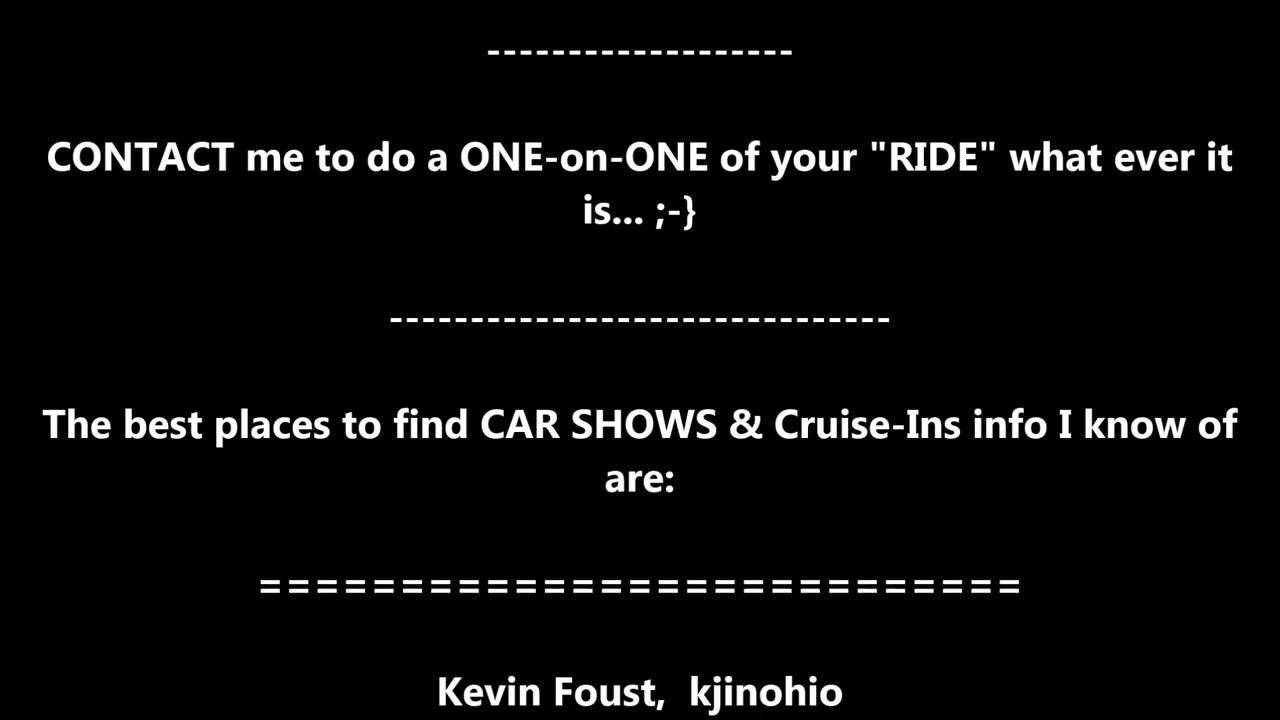 -------------------
CONTACT me to do a ONE-on-ONE of your "RIDE" what ever it
is... ;-}
-------------------------------
The best places to find CAR SHOWS & Cruise-Ins info I know of
are:
===========================
Kevin Foust,  kjinohio